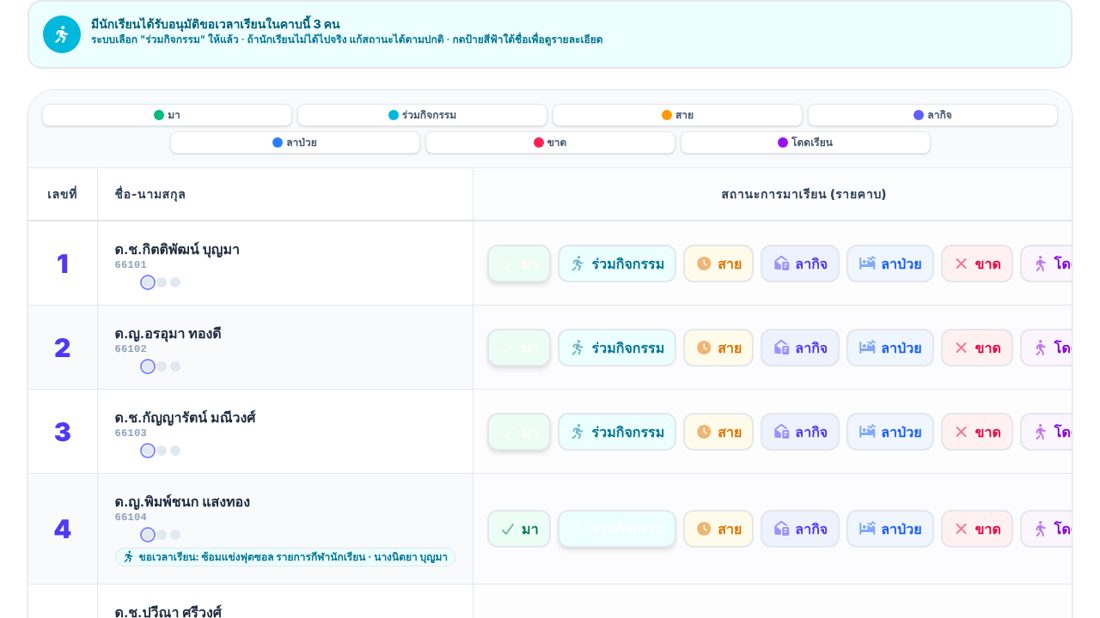 มีนักเรียนได้รับอนุมัติขอเวลาเรียนในคาบนี้ 3 คน
ระบบเลือก "ร่วมกิจกรรม" ให้แล้ว · ถ้านักเรียนไม่ได้ไปจริง แก้สถานะได้ตามปกติ · กดป้ายสีฟ้าใต้ชื่อเพื่อดูรายละเอียด
มา ร่วมกิจกรรม สาย ลากิจ
ลาป่วย ขาด โดดเรียน
เลขที่ ชื่อ-นามสกุล สถานะการมาเรียน (รายคาบ)
ด.ช.กิตติพัฒน์ บุญมา
66101
1 มา ร่วมกิจกรรม สาย ลากิจ ลาป่วย ขาด
ด.ญ.อรอุมา ทองดี
66102
2 มา ร่วมกิจกรรม สาย ลากิจ ลาป่วย ขาด
ด.ช.กัญญารัตน์ มณีวงศ์
66103
3 มา ร่วมกิจกรรม สาย ลากิจ ลาป่วย ขาด
ด.ญ.พิมพ์ชนก แสงทอง
66104
4 มา ร่วมกิจกรรม สาย ลากิจ ลาป่วย ขาด
ขอเวลาเรียน: ซ้อมแข่งฟุตซอล รายการกีฬานักเรียน · นางนิตยา บุญมา
ด.ช.ปวีณา ศรีวงศ์